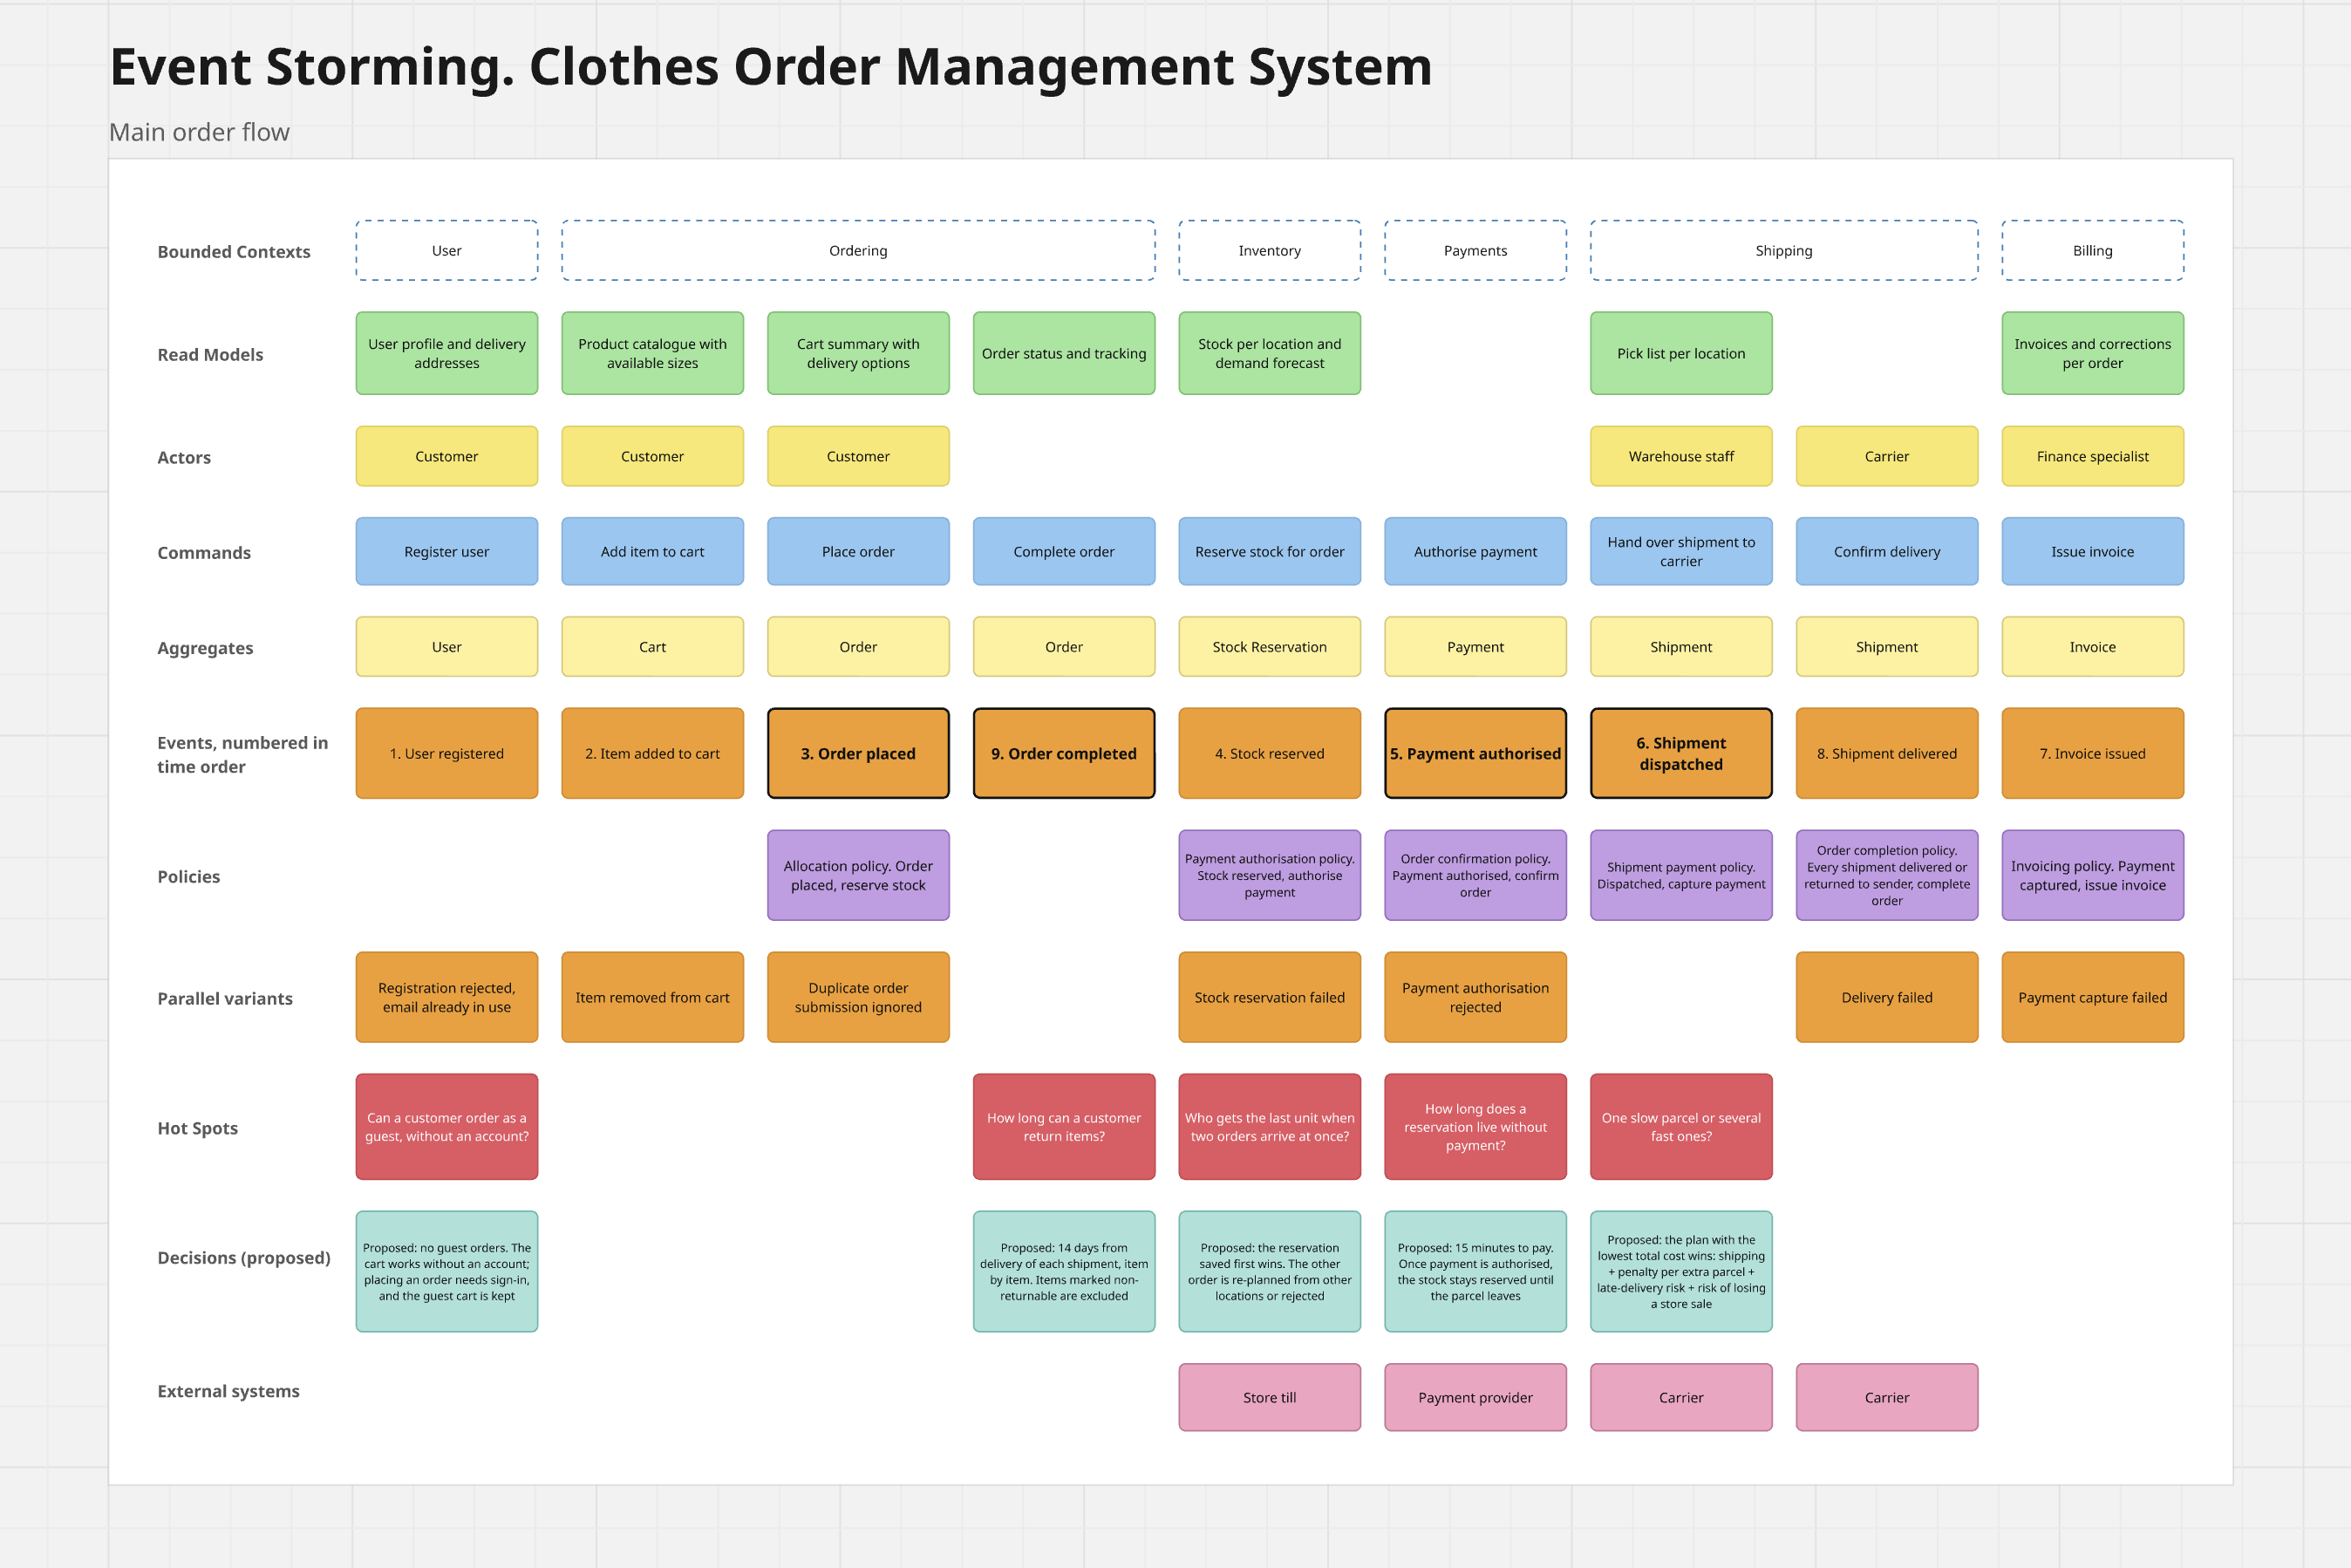 Event Storming. Clothes Order Management System
Main order flow
Bounded Contexts
User
Ordering
Inventory
Payments
Shipping
Billing
Read Models
User profile and delivery
addresses
Product catalogue with
available sizes
Cart summary with
delivery options
Order status and tracking
Stock per location and
demand forecast
Pick list per location
Invoices and corrections
per order
Actors
Customer
Customer
Customer
Warehouse staff
Carrier
Finance specialist
Commands
Register user
Add item to cart
Place order
Complete order
Reserve stock for order
Authorise payment
Hand over shipment to
carrier
Confirm delivery
Issue invoice
Aggregates
User
Cart
Order
Order
Stock Reservation
Payment
Shipment
Shipment
Invoice
Events, numbered in
time order
1. User registered
2. Item added to cart
3. Order placed
9. Order completed
4. Stock reserved
5. Payment authorised
6. Shipment
dispatched
8. Shipment delivered
7. Invoice issued
Policies
Allocation policy. Order
placed, reserve stock
Payment authorisation policy.
Stock reserved, authorise
payment
Order confirmation policy.
Payment authorised, confirm
order
Shipment payment policy.
Dispatched, capture payment
Order completion policy.
Every shipment delivered or
returned to sender, complete
order
Invoicing policy. Payment
captured, issue invoice
Parallel variants
Registration rejected,
email already in use
Item removed from cart
Duplicate order
submission ignored
Stock reservation failed
Payment authorisation
rejected
Delivery failed
Payment capture failed
Hot Spots
Can a customer order as a
guest, without an account?
How long can a customer
return items?
Who gets the last unit when
two orders arrive at once?
How long does a
reservation live without
payment?
One slow parcel or several
fast ones?
Decisions (proposed)
Proposed: no guest orders. The
cart works without an account;
placing an order needs sign-in,
and the guest cart is kept
Proposed: 14 days from
delivery of each shipment, item
by item. Items marked non-
returnable are excluded
Proposed: the reservation
saved first wins. The other
order is re-planned from other
locations or rejected
Proposed: 15 minutes to pay.
Once payment is authorised,
the stock stays reserved until
the parcel leaves
Proposed: the plan with the
lowest total cost wins: shipping
+ penalty per extra parcel +
late-delivery risk + risk of losing
a store sale
External systems
Store till
Payment provider
Carrier
Carrier